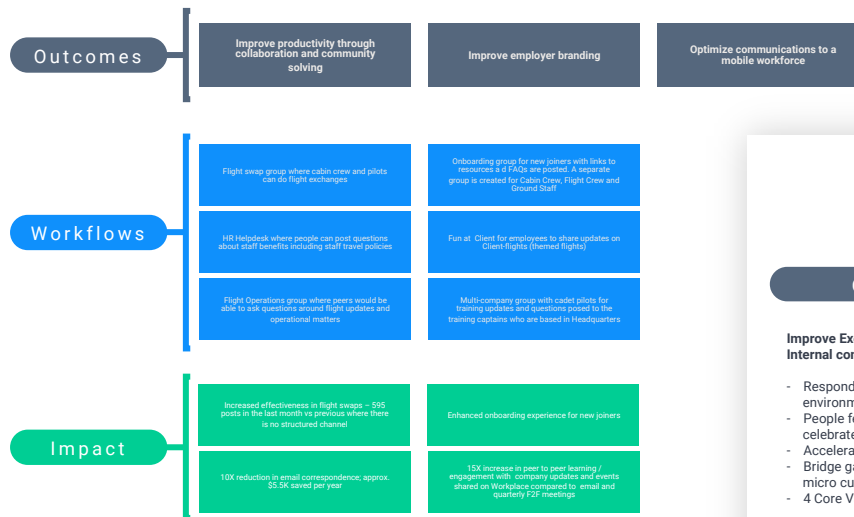 Outcomes
Improve productivity through
collaboration and community
solving
Improve employer branding
Optimize communications to a
mobile workforce
Workflows
Flight swap group where cabin crew and pilots
can do flight exchanges
Onboarding group for new joiners with links to
resources a d FAQs are posted. A separate
group is created for Cabin Crew, Flight Crew and
Ground Staff
HR Helpdesk where people can post questions
about staff benefits including staff travel policies
Fun at Client for employees to share updates on
Client-flights (themed flights)
Flight Operations group where peers would be
able to ask questions around flight updates and
operational matters
Multi-company group with cadet pilots for
training updates and questions posed to the
training captains who are based in Headquarters
Impact
Increased effectiveness in flight swaps – 595
posts in the last month vs previous where there
is no structured channel
Enhanced onboarding experience for new joiners
10X reduction in email correspondence; approx.
$5.5K saved per year
15X increase in peer to peer learning /
engagement with company updates and events
shared on Workplace compared to email and
quarterly F2F meetings
Improve
Internal
- Respond
-
- People
-
-
- Bridge
micro
- 4 Core